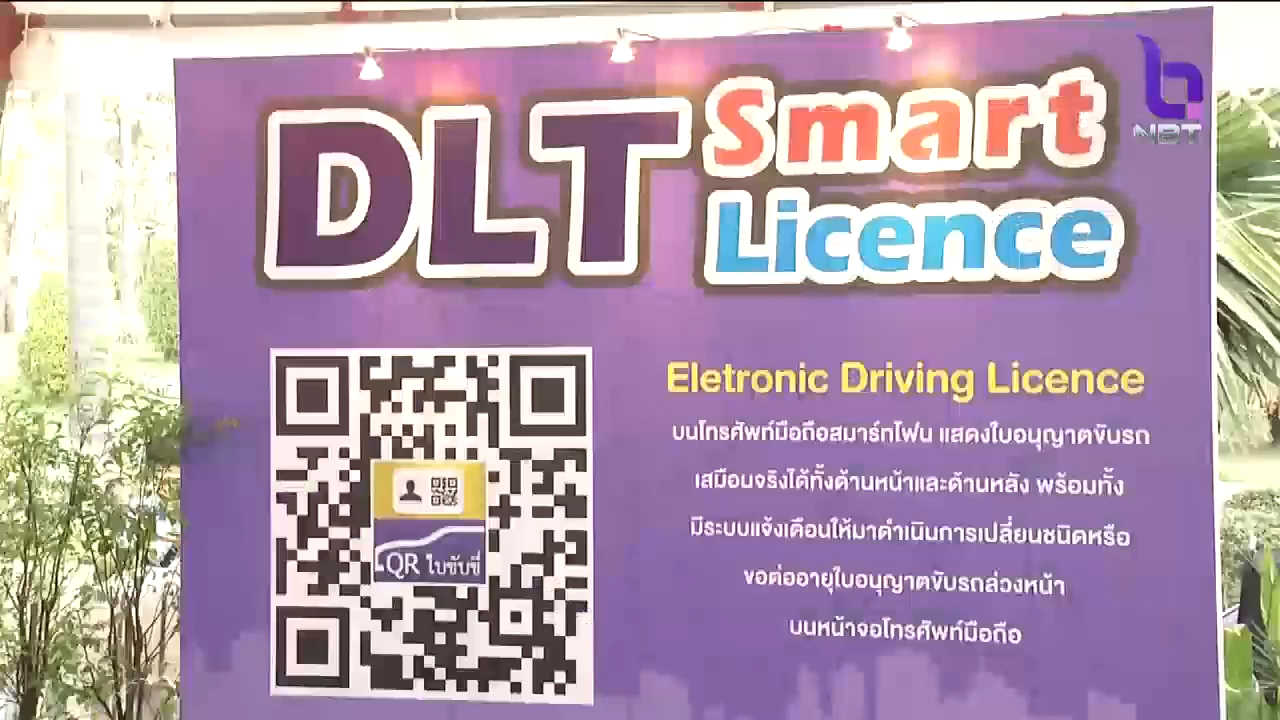 DLT Smart
Licence
NBT
Eletronic Driving Licence
บนโทรศัพท์มือถือสมาร์ทโฟน แสดงใบอนุญาตขับรถ
เสมือนจริงได้ทั้งด้านหน้าและด้านหลัง พร้อมทั้ง
มีระบบแจ้งเตือนให้มาดำเนินการเปลี่ยนชนิดหรือ
ขอต่ออายุใบอนุญาตขับรถล่วงหน้า
บนหน้าจอโทรศัพท์มือถือ
QR ใบขับขี่